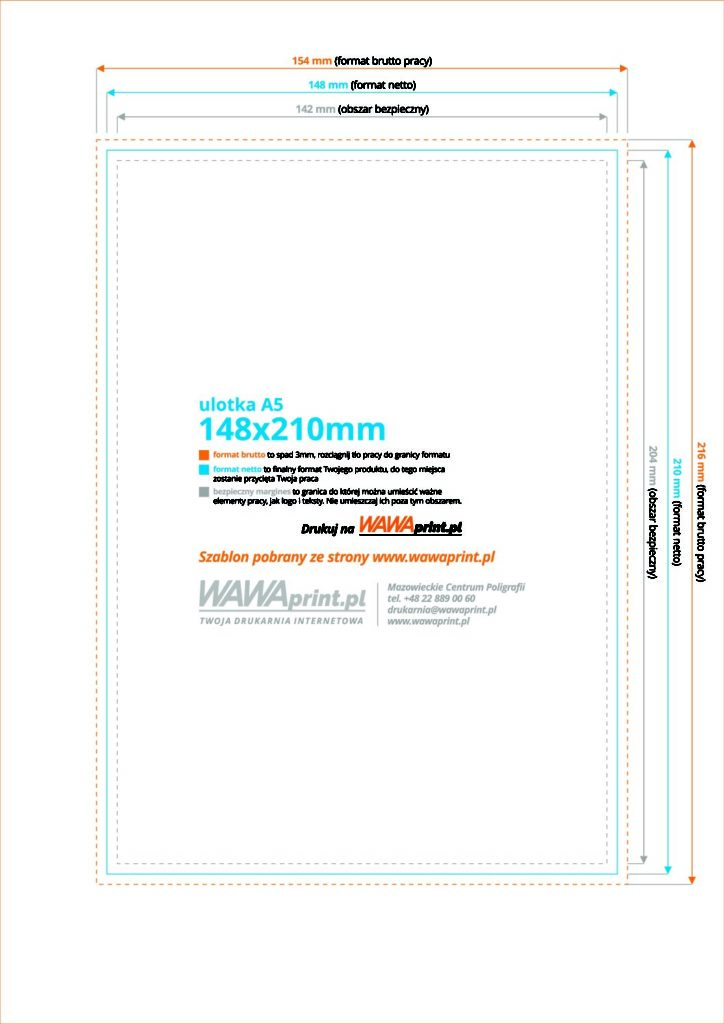 154 mm (format brutto pracy)
148 mm (format netto)
142 mm (obszar bezpieczny)
ulotka A5
148x210mm
format brutto to spad 3mm, rozciągnij tło pracy do granicy formatu
format netto to finalny format Twojego produktu, do tego miejsca
zostanie przycięta Twoja praca
bezpieczny margines to granica do której można umieścić ważne
elementy pracy, jak logo i teksty. Nie umieszczaj ich poza tym obszarem.
Drukuj na WAWAprint.pl
Szablon pobrany ze strony www.wawaprint.pl
WAWAprint.pl
TWOJA DRUKARNIA INTERNETOWA
Mazowieckie Centrum Poligrafii
tel. +48 22 889 00 60
drukarnia@wawaprint.pl
www.wawaprint.pl
204 mm (obszar bezpieczny)
210 mm (format netto)
216 mm (format brutto pracy)